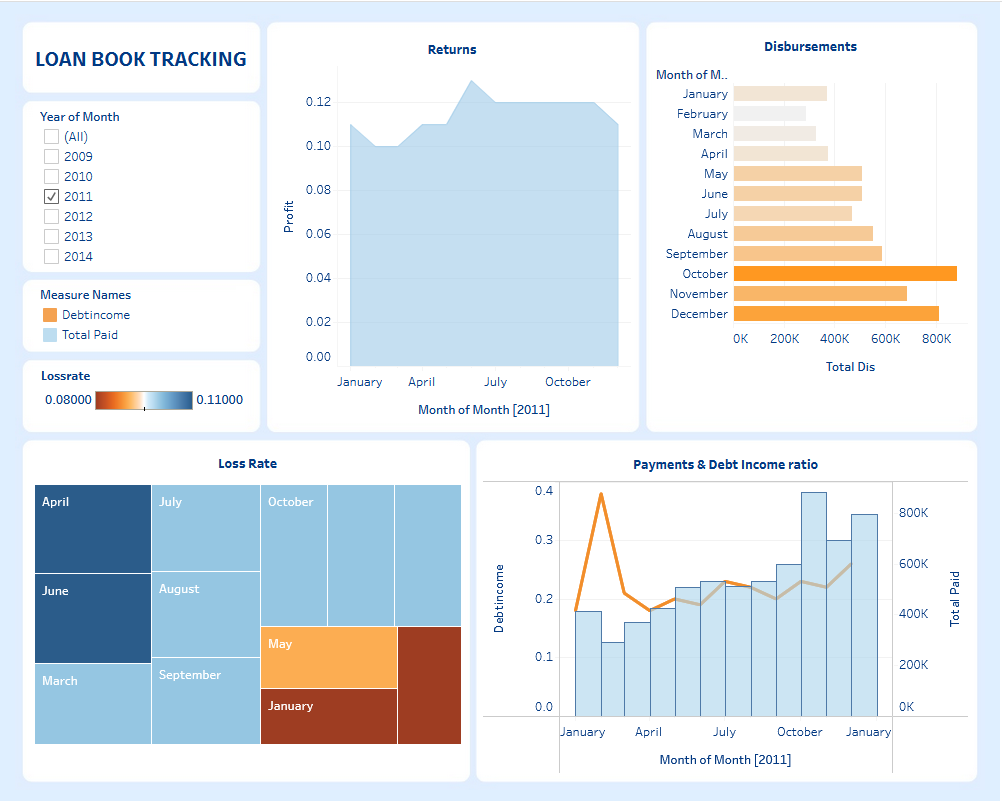 LOAN BOOK TRACKING
Year of Month
(All)
2009
2010
2011
2012
2013
2014
Measure Names
Debtincome
Total Paid
Lossrate
0.08000 0.11000
Returns
0.12
0.10
0.08
0.06
0.04
0.02
0.00
Profit
January April July October
Month of Month [2011]
Disbursements
Month of M..
January
February
March
April
May
June
July
August
September
October
November
December
0K 200K 400K 600K 800K
Total Dis
Loss Rate
April
June
March
July
August
September
October
May
January
Payments & Debt Income ratio
0.4
0.3
0.2
0.1
0.0
Debtincome
800K
600K
400K
200K
0K
Total Paid
January April July October January
Month of Month [2011]